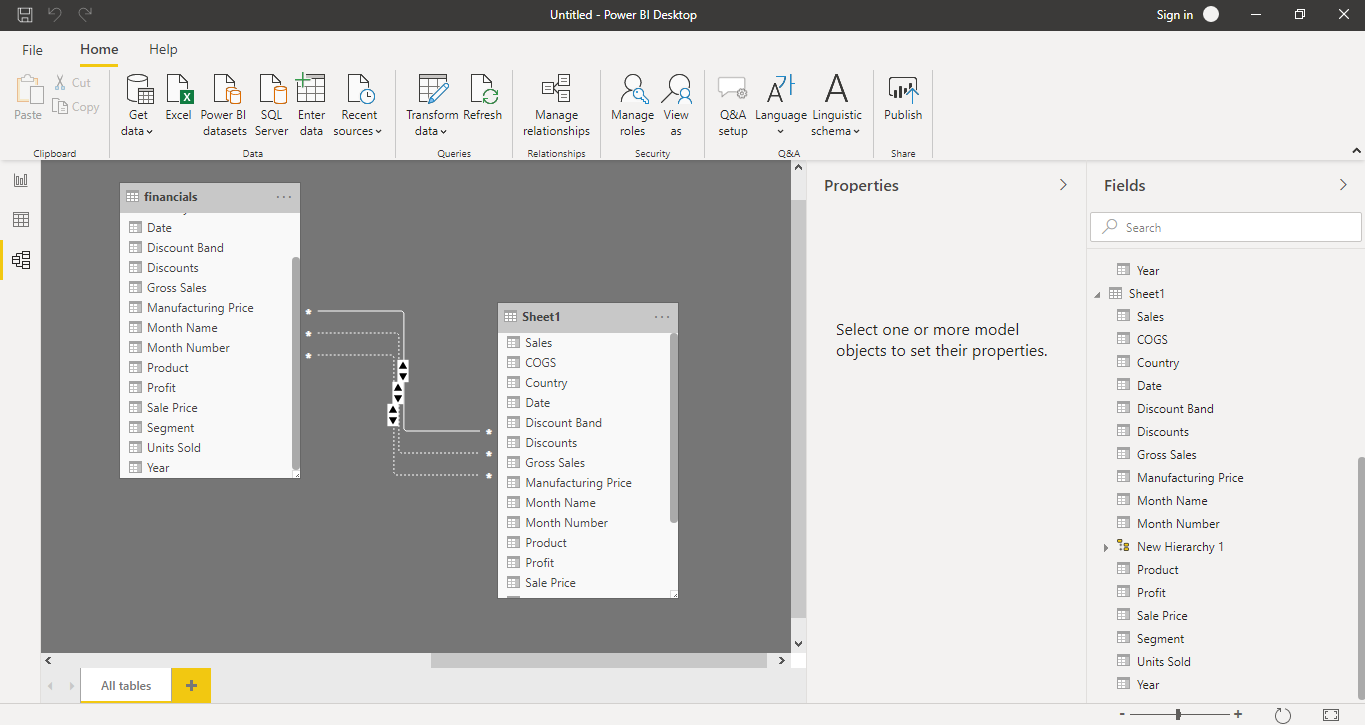 Untitled - Power BI Desktop
Sign in
File Home Help
Paste
Cut
Copy
Clipboard
Get data
Excel
Power BI datasets
SQL Server
Enter data
Recent sources
Data
Transform data
Refresh
Queries
Manage relationships
Relationships
Manage roles
View as
Security
Q&A setup
Language
Linguistic schema
Q&A
Publish
Share
financials
Date
Discount Band
Discounts
Gross Sales
Manufacturing Price
Month Name
Month Number
Product
Profit
Sale Price
Segment
Units Sold
Year
Sheet1
Sales
COGS
Country
Date
Discount Band
Discounts
Gross Sales
Manufacturing Price
Month Name
Month Number
Product
Profit
Sale Price
All tables
Properties
Select one or more model
objects to set their properties.
Fields
Search
Year
Sheet1
Sales
COGS
Country
Date
Discount Band
Discounts
Gross Sales
Manufacturing Price
Month Name
Month Number
New Hierarchy 1
Product
Profit
Sale Price
Segment
Units Sold
Year